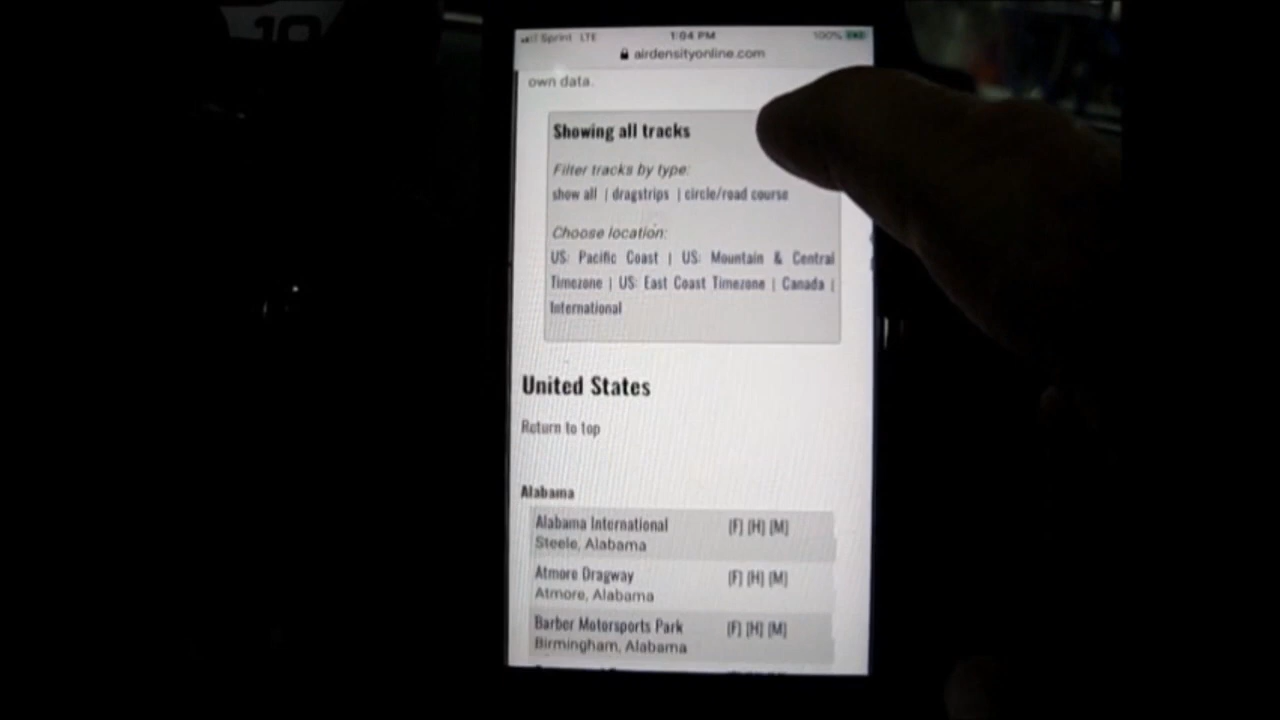 10
Sprint LTE 1:04 PM 100%
airdensityonline.com
own data.
Showing all tracks
Filter tracks by type:
show all | dragstrips | circle/road course
Choose location:
US: Pacific Coast | US: Mountain & Central
Timezone | US: East Coast Timezone | Canada |
International
United States
Return to top
Alabama
Alabama International [F] [H] [M]
Steele, Alabama
Atmore Dragway [F] [H] [M]
Atmore, Alabama
Barber Motorsports Park [F] [H] [M]
Birmingham, Alabama